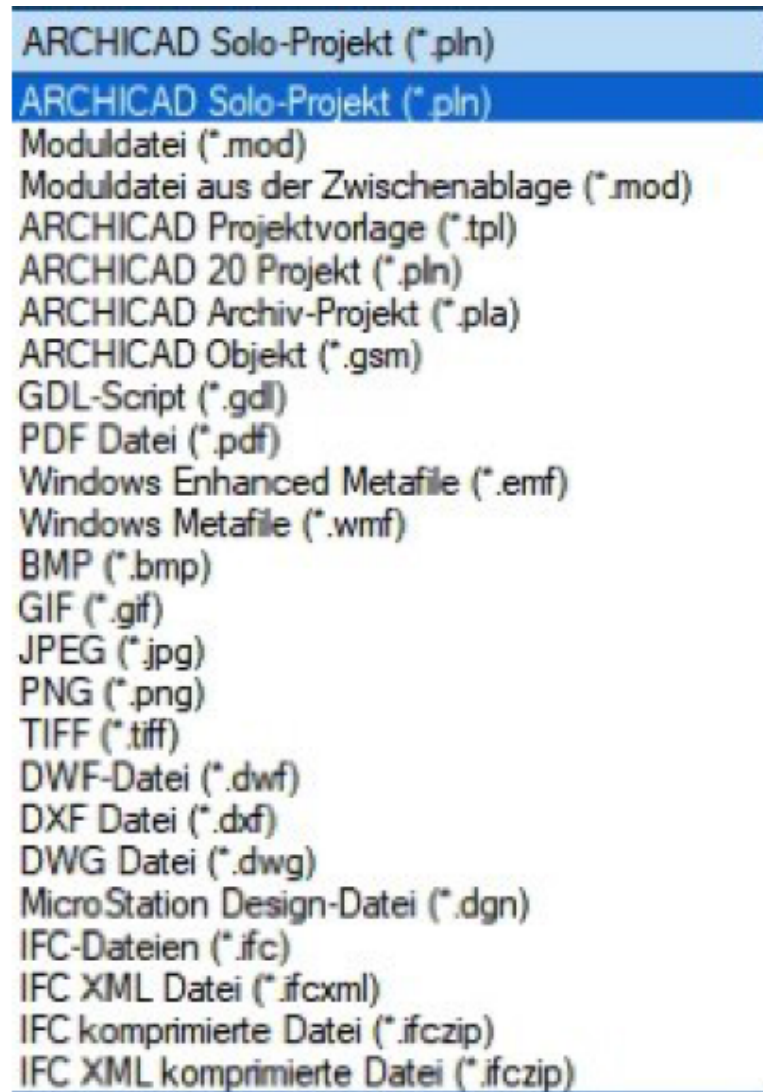 ARCHICAD Solo-Projekt (*.pln)
ARCHICAD Solo-Projekt (*.pln)
Moduldatei (*.mod)
Moduldatei aus der Zwischenablage (*.mod)
ARCHICAD Projektvorlage (*.tpl)
ARCHICAD 20 Projekt (*.pln)
ARCHICAD Archiv-Projekt (*.pla)
ARCHICAD Objekt (*.gsm)
GDL-Script (*.gdl)
PDF Datei (*.pdf)
Windows Enhanced Metafile (*.emf)
Windows Metafile (*.wmf)
BMP (*.bmp)
GIF (*.gif)
JPEG (*.jpg)
PNG (*.png)
TIFF (*.tiff)
DWF-Datei (*.dwf)
DXF Datei (*.dxf)
DWG Datei (*.dwg)
MicroStation Design-Datei (*.dgn)
IFC-Dateien (*.ifc)
IFC XML Datei (*.ifcxml)
IFC komprimierte Datei (*.ifczip)
IFC XML komprimierte Datei (*.ifczip)